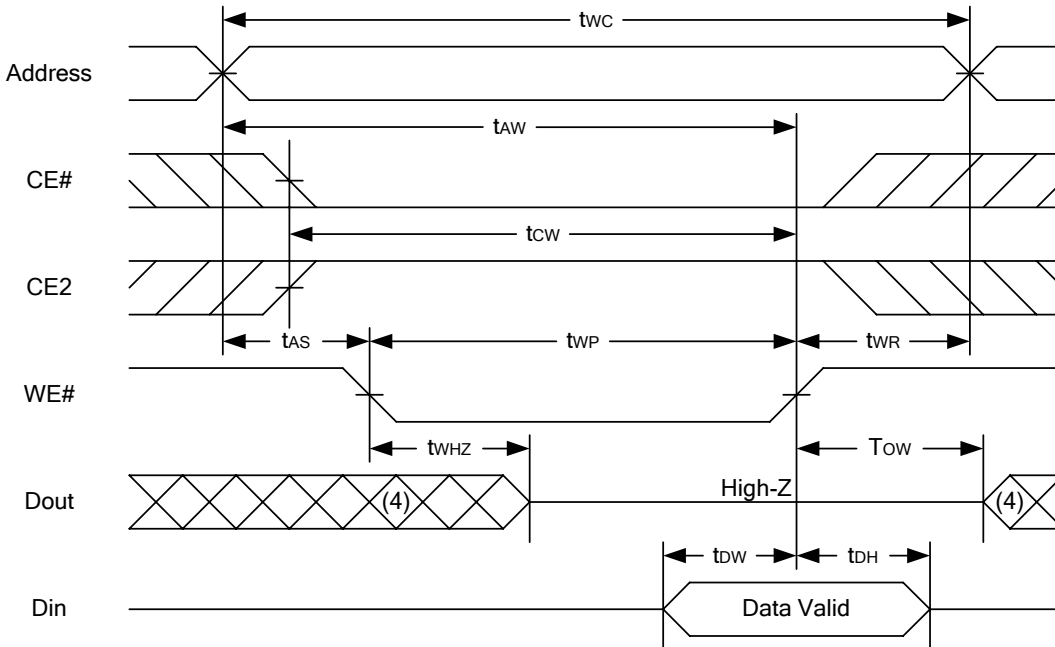 tWC
Address
tAW
CE#
tCW
CE2
tAS
tWP
tWR
WE#
tWHZ
TOW
Dout
(4)
High-Z
(4)
tDW
tDH
Din
Data Valid